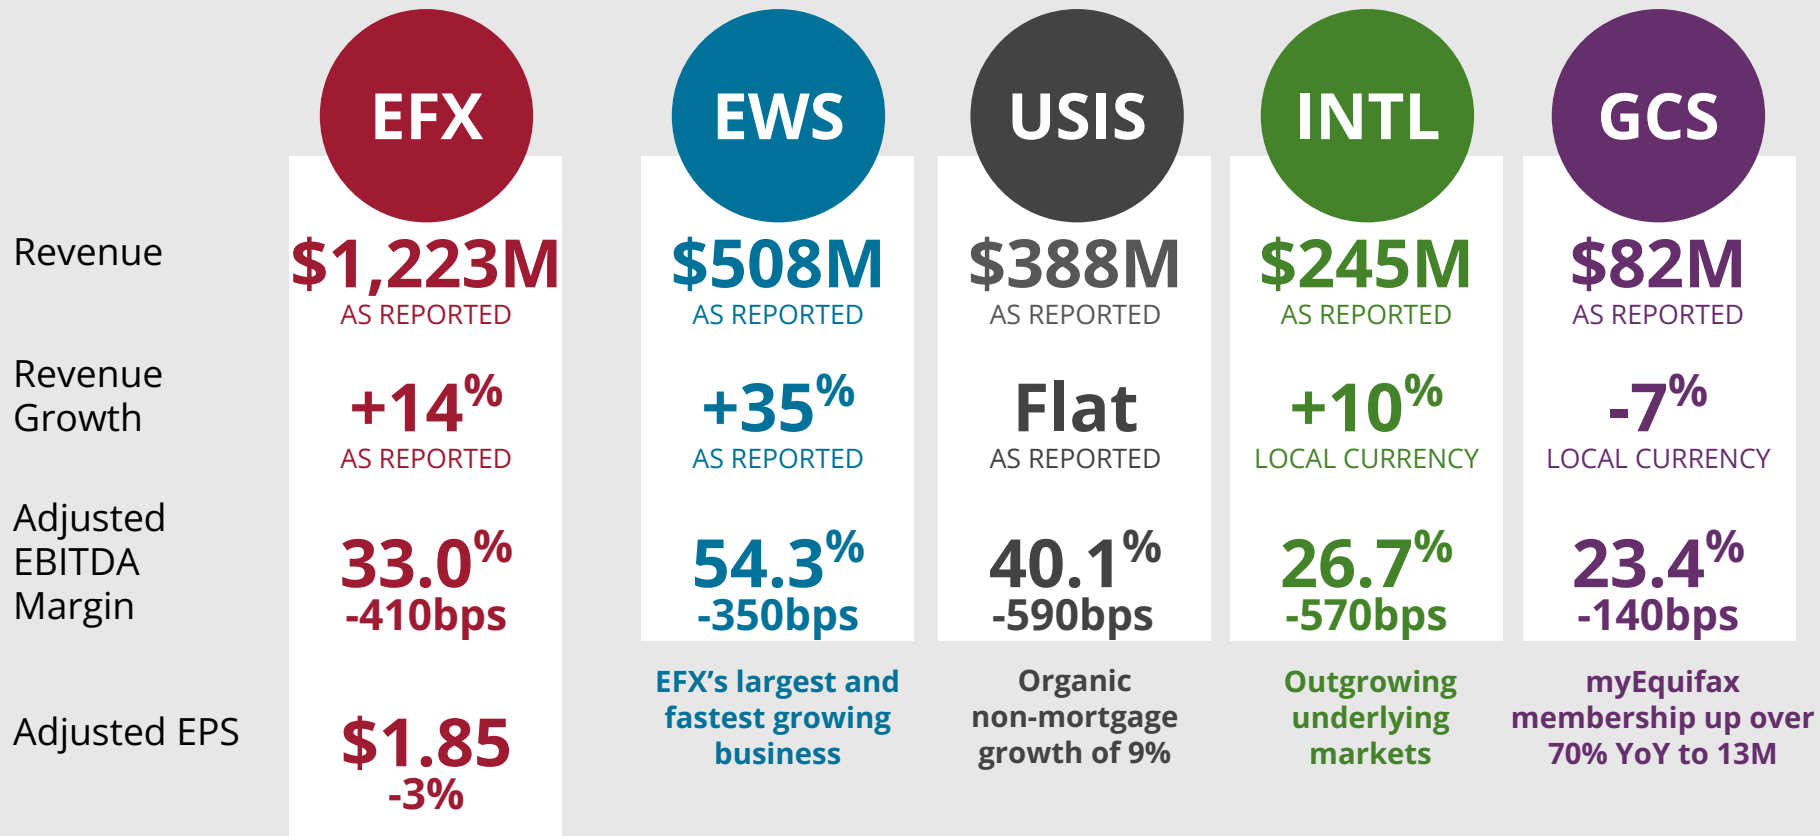 EFX
EWS
USIS
INTL
GCS
Revenue
$1,223M
$508M
$388M
$245M
$82M
AS REPORTED
AS REPORTED
AS REPORTED
AS REPORTED
AS REPORTED
Revenue
Growth
+14%
+35%
Flat
+10%
-7%
AS REPORTED
AS REPORTED
AS REPORTED
LOCAL CURRENCY
LOCAL CURRENCY
Adjusted
EBITDA
Margin
33.0%
54.3%
40.1%
26.7%
23.4%
-410bps
-350bps
-590bps
-570bps
-140bps
EFX’s largest and
fastest growing
business
Organic
non-mortgage
growth of 9%
Outgrowing
underlying
markets
myEquifax
membership up over
70% YoY to 13M
Adjusted EPS
$1.85
-3%